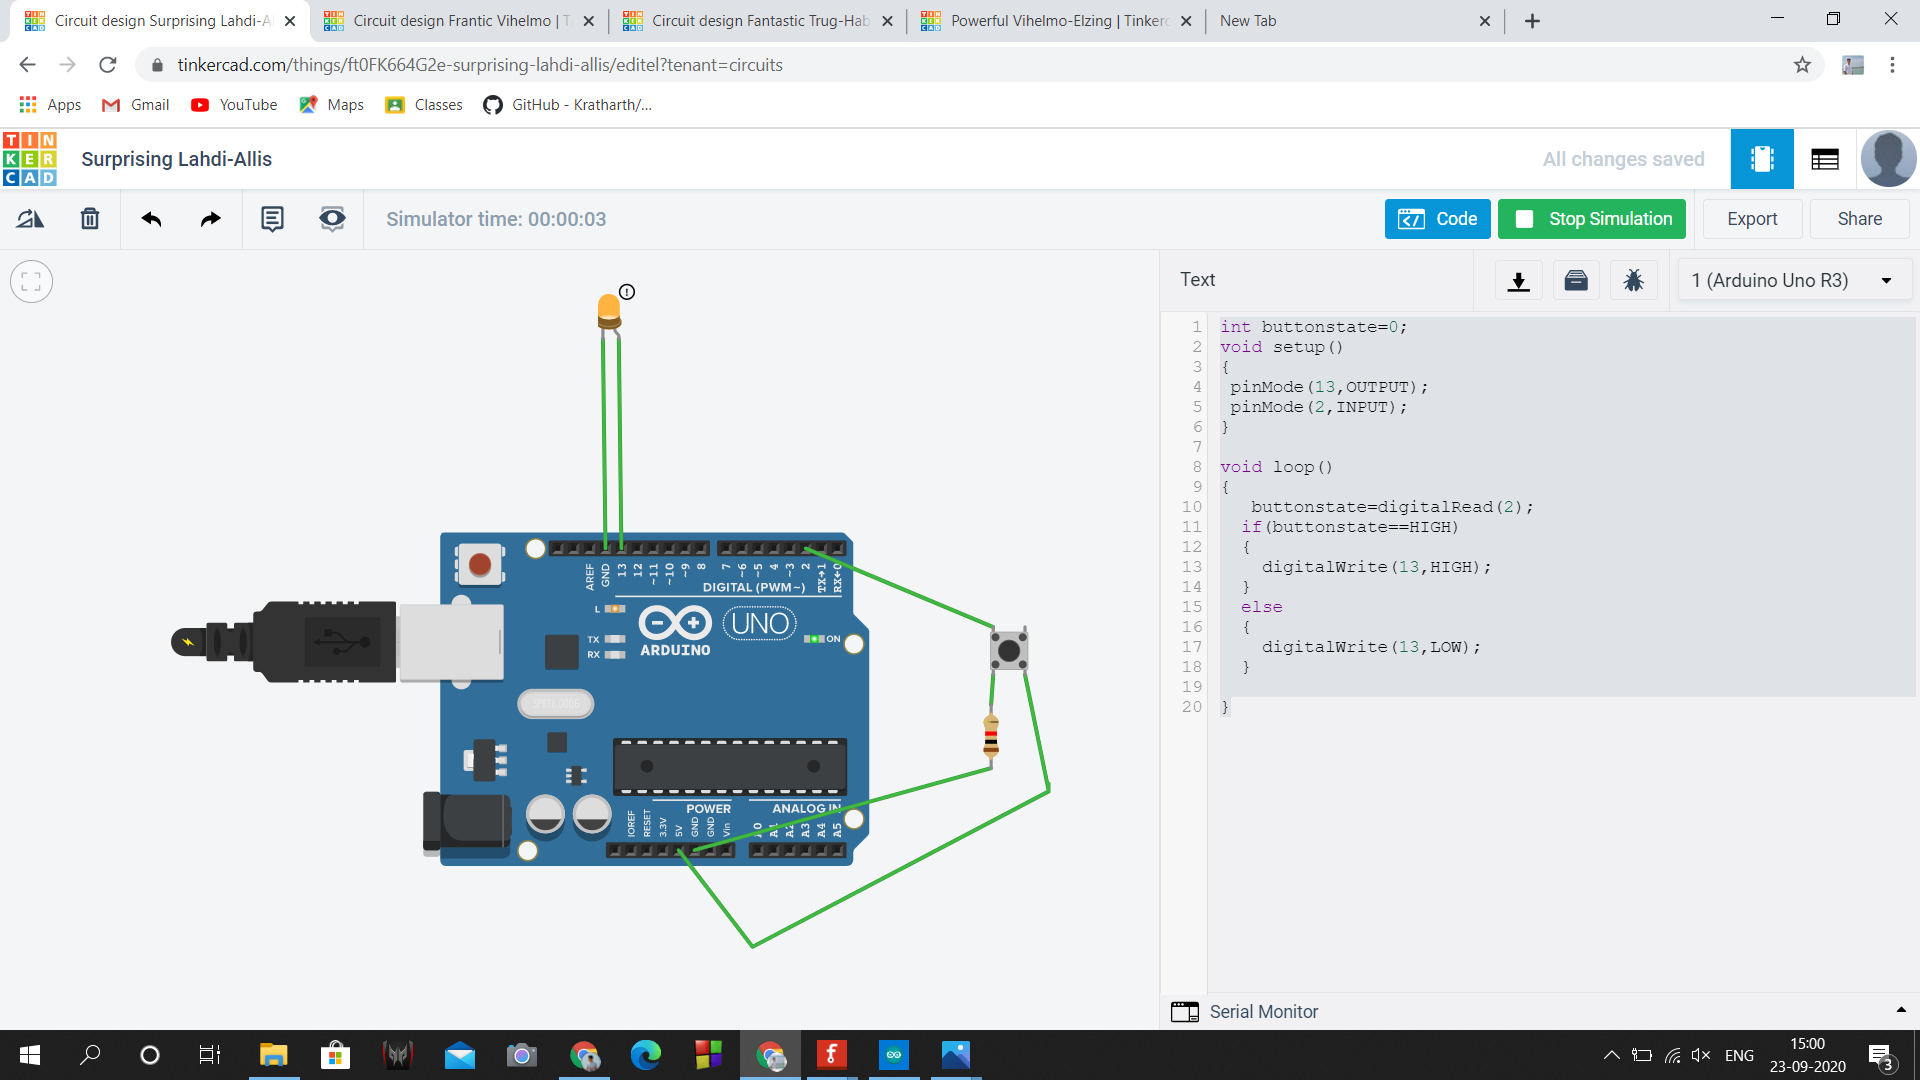 Circuit design Surprising Lahdi-A
Circuit design Frantic Vihelmo | T
Circuit design Fantastic Trug-Hab
Powerful Vihelmo-Elzing | Tinkerc
New Tab
tinkercad.com/things/ft0FK664G2e-surprising-lahdi-allis/editel?tenant=circuits
Apps
Gmail
YouTube
Maps
Classes
GitHub - Kratharth/...
TIN
KER
CAD
Surprising Lahdi-Allis
All changes saved
Simulator time: 00:00:03
Code
Stop Simulation
Export
Share
Text
1 (Arduino Uno R3)
1 int buttonstate=0;
2 void setup()
3 {
4 pinMode(13,OUTPUT);
5 pinMode(2,INPUT);
6 }
7
8 void loop()
9 {
10 buttonstate=digitalRead(2);
11 if(buttonstate==HIGH)
12 {
13 digitalWrite(13,HIGH);
14 }
15 else
16 {
17 digitalWrite(13,LOW);
18 }
19
20 }
AREF
GND
13
12
~11
~10
~9
8
7
~6
~5
4
~3
2
TX→1
RX←0
DIGITAL (PWM~)
L
TX
RX
ARDUINO
UNO
ON
POWER
ANALOG IN
IOREF
RESET
3.3V
5V
GND
GND
Vin
A0
A1
A2
A3
A4
A5
Serial Monitor
ENG
15:00
23-09-2020
3